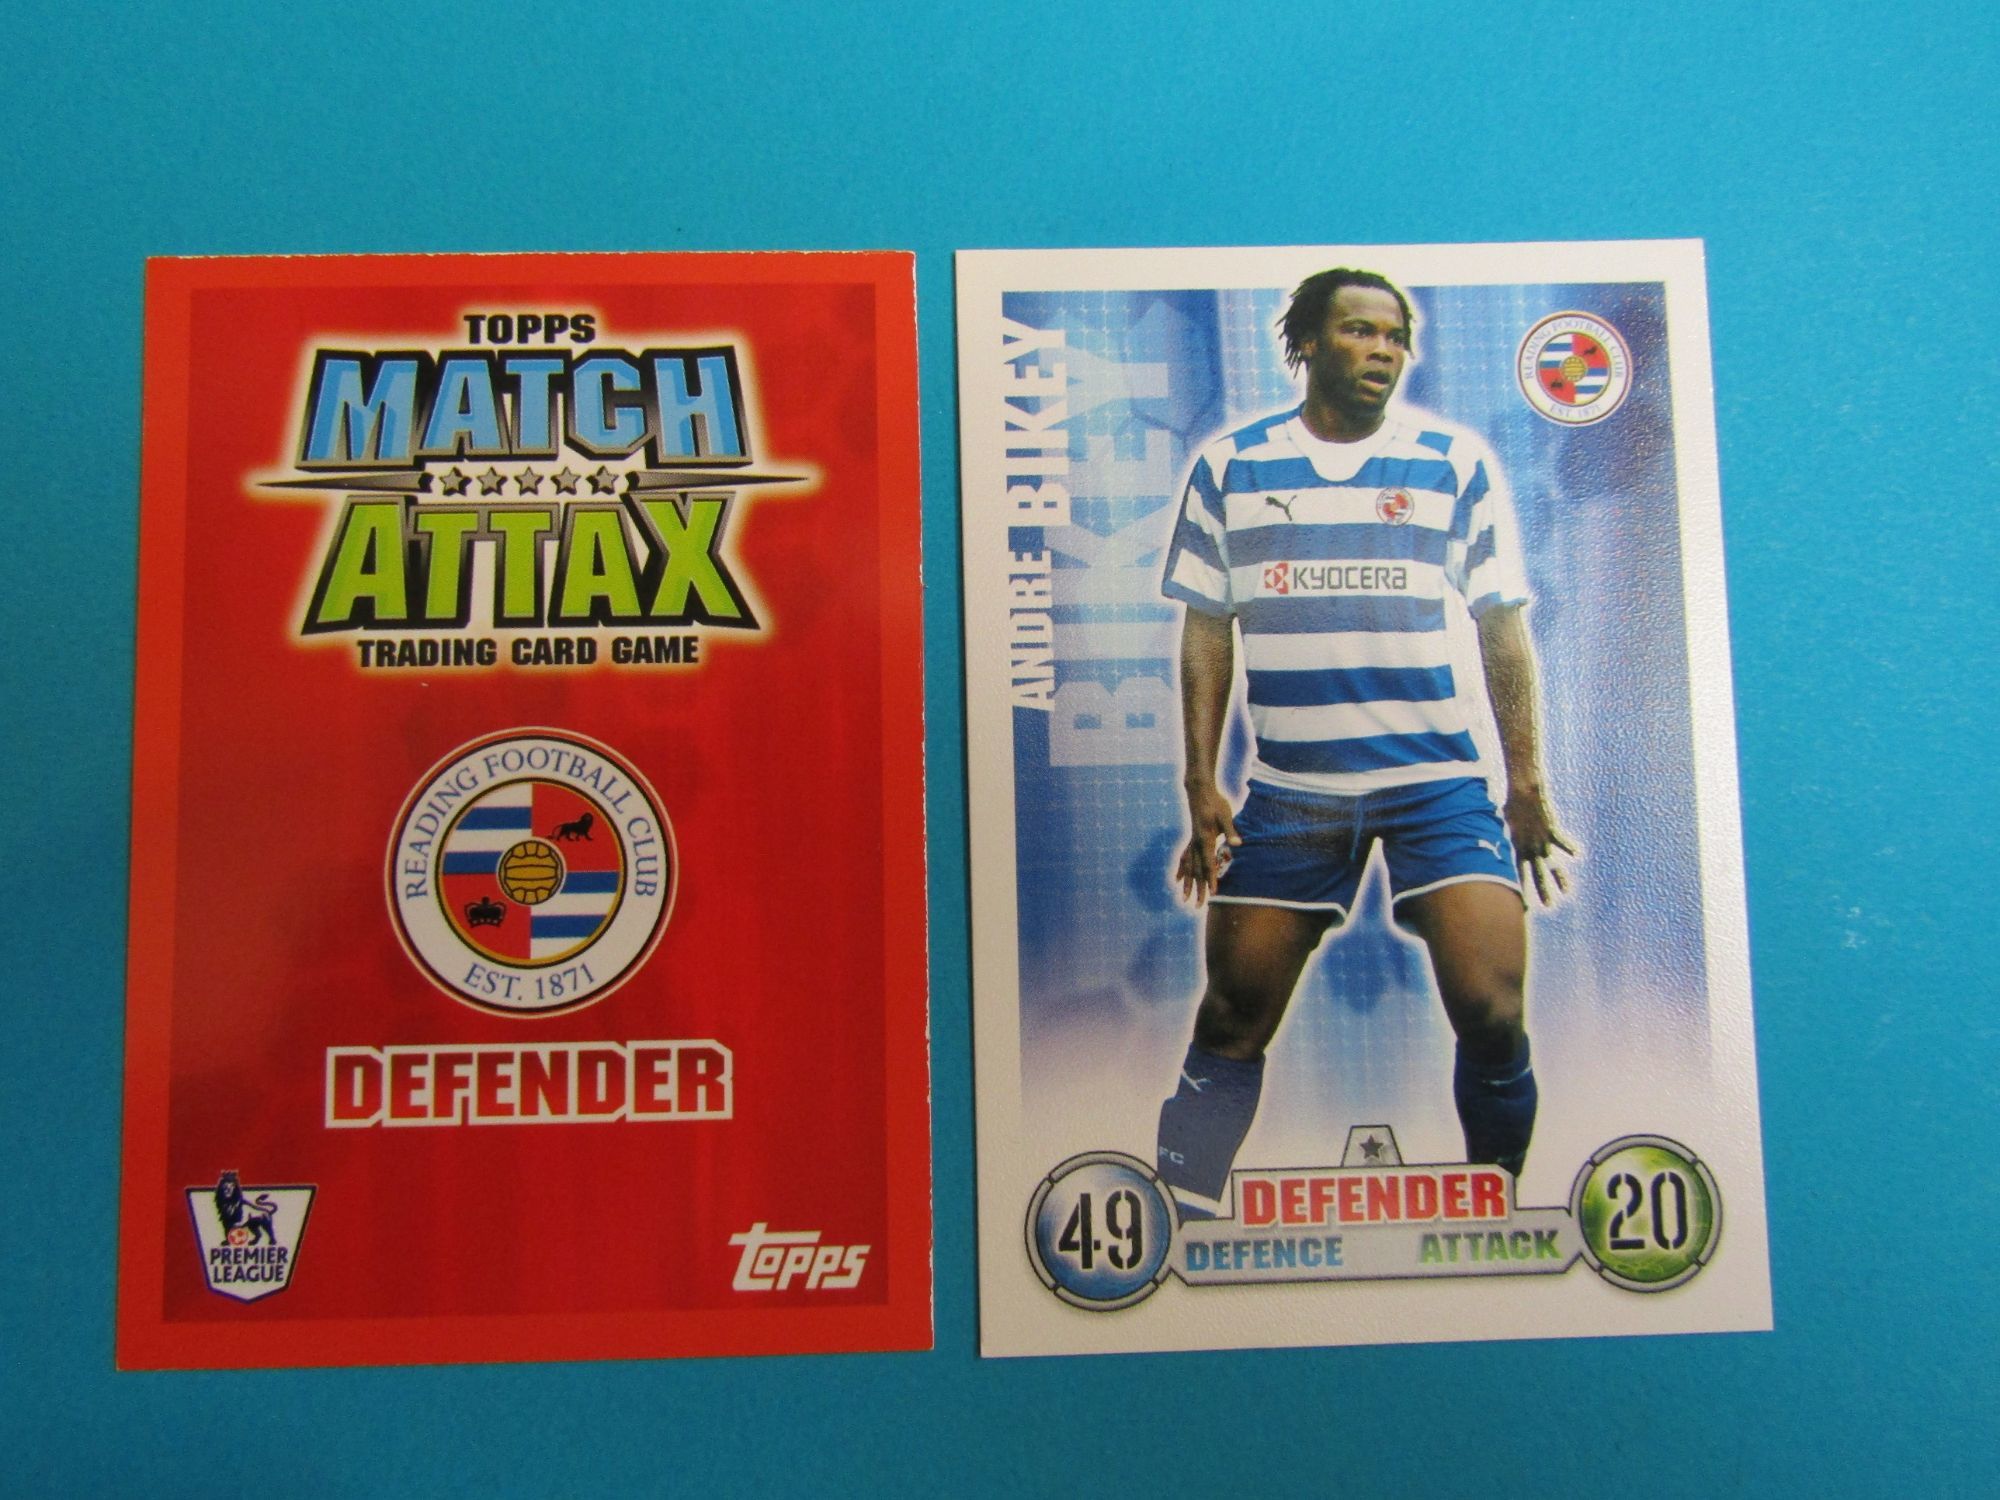 TOPPS
MATCH
ATTAX
TRADING CARD GAME
READING FOOTBALL CLUB
EST. 1871
DEFENDER
PREMIER
LEAGUE
Topps
ANDRE BIKEY
BIKEY
READING FOOTBALL CLUB
EST. 1871
KYOCERA
FC
49
DEFENDER
20
DEFENCE
ATTACK